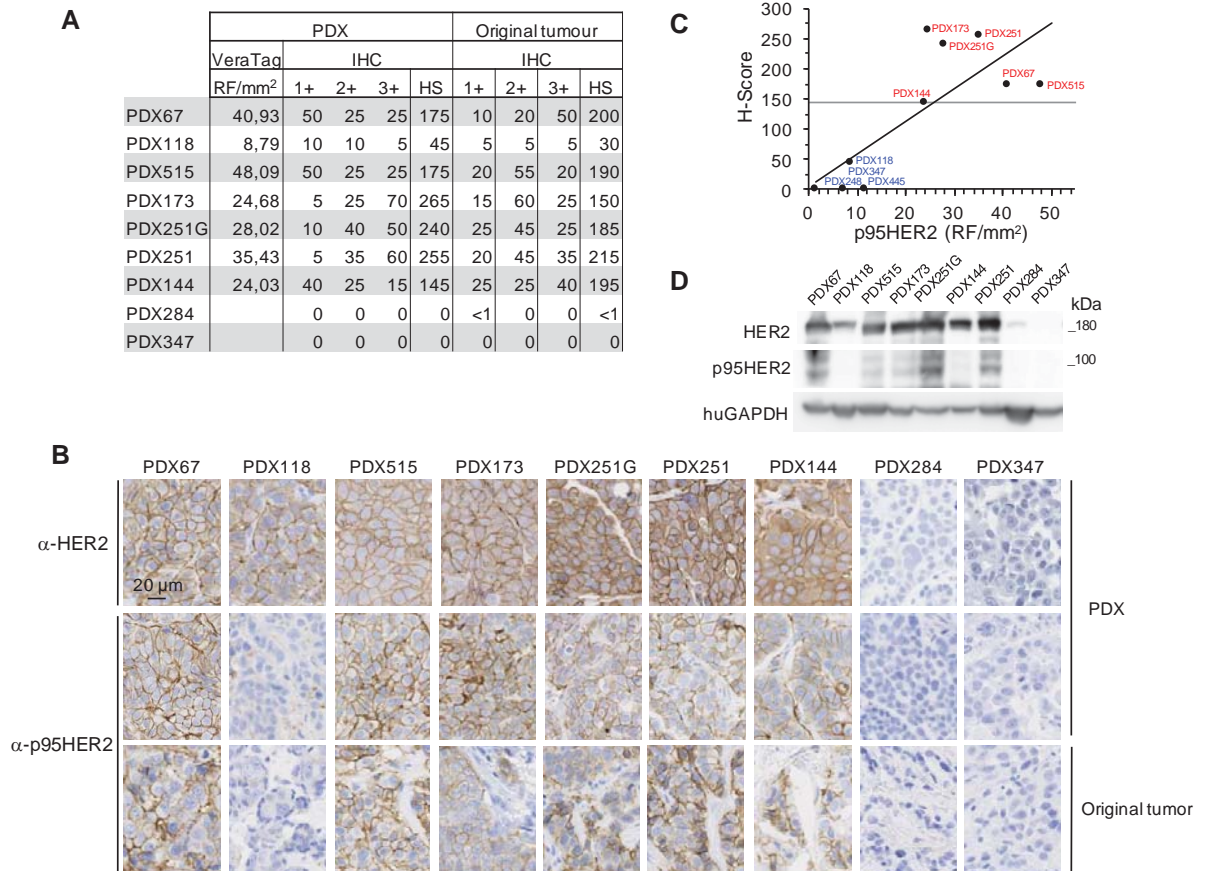 A
PDX Original tumour
VeraTag IHC IHC
RF/mm² 1+ 2+ 3+ HS 1+ 2+ 3+ HS
PDX67 40,93 50 25 25 175 10 20 50 200
PDX118 8,79 10 10 5 45 5 5 5 30
PDX515 48,09 50 25 25 175 20 55 20 190
PDX173 24,68 5 25 70 265 15 60 25 150
PDX251G 28,02 10 40 50 240 25 45 25 185
PDX251 35,43 5 35 60 255 20 45 35 215
PDX144 24,03 40 25 15 145 25 25 40 195
PDX284 0 0 0 0 <1 0 0 <1
PDX347 0 0 0 0 0 0 0 0
C
H-Score
300
250
200
150
100
50
0
PDX173
PDX251
PDX251G
PDX67
PDX515
PDX144
PDX118
PDX347
PDX248 PDX445
0 10 20 30 40 50
p95HER2 (RF/mm²)
D
PDX67 PDX118 PDX515 PDX173 PDX251G PDX144 PDX251 PDX284 PDX347
kDa
HER2 _180
p95HER2 _100
huGAPDH
B
PDX67 PDX118 PDX515 PDX173 PDX251G PDX251 PDX144 PDX284 PDX347
α-HER2
20 µm
PDX
α-p95HER2
Original tumor